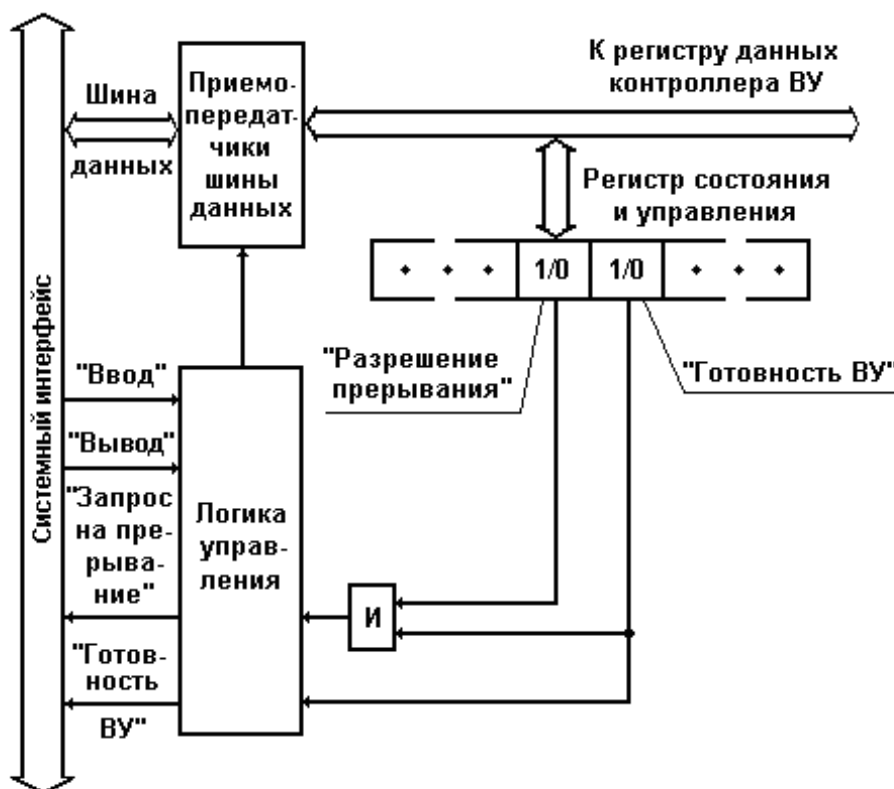 Приемо-
передат-
чики
шины
данных
К регистру данных
контроллера ВУ
Шина
данных
Регистр состояния
и управления
1/0
1/0
"Разрешение
прерывания"
"Готовность ВУ"
Системный интерфейс
"Ввод"
"Вывод"
"Запрос
на пре-
рыва-
ние"
"Готов-
ность
ВУ"
Логика
управ-
ления
И